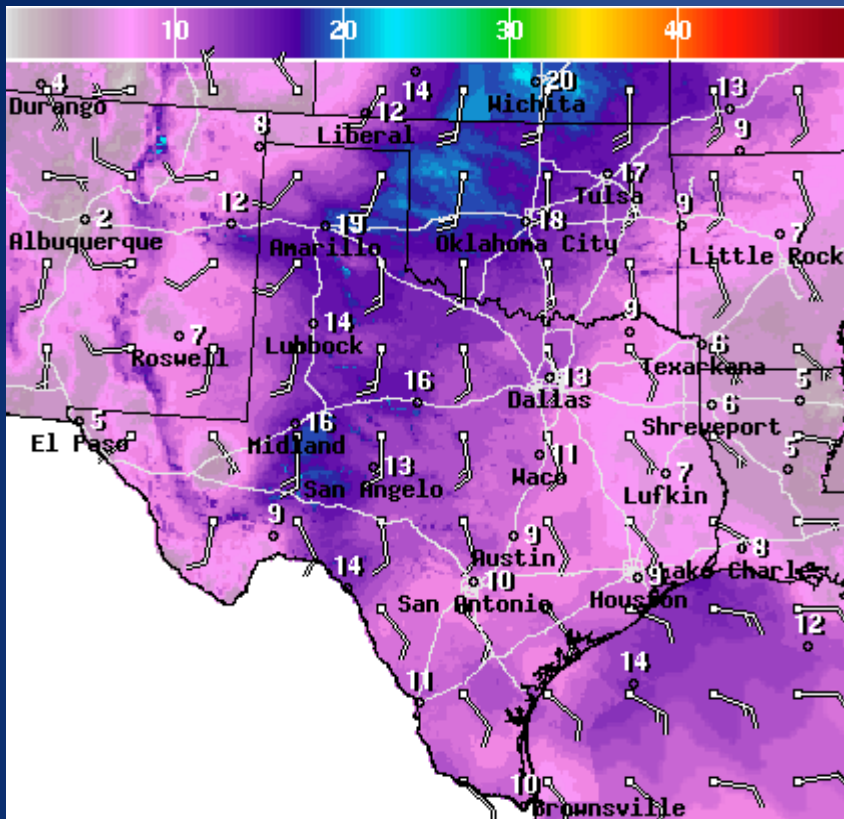 10 20 30 40
4 Durango
14
20 Wichita
13
12 Liberal
8
9
17 Tulsa
2 Albuquerque
12
19 Amarillo
18 Oklahoma City
9
7 Little Rock
7 Roswell
14 Lubbock
9
6 Texarkana
13 Dallas
5 El Paso
16 Midland
16
6 Shreveport
5
13 San Angelo
11 Waco
7 Lufkin
5
9
14
9 Austin
8 Lake Charles
10 San Antonio
9 Houston
12
14
11
10 Brownsville